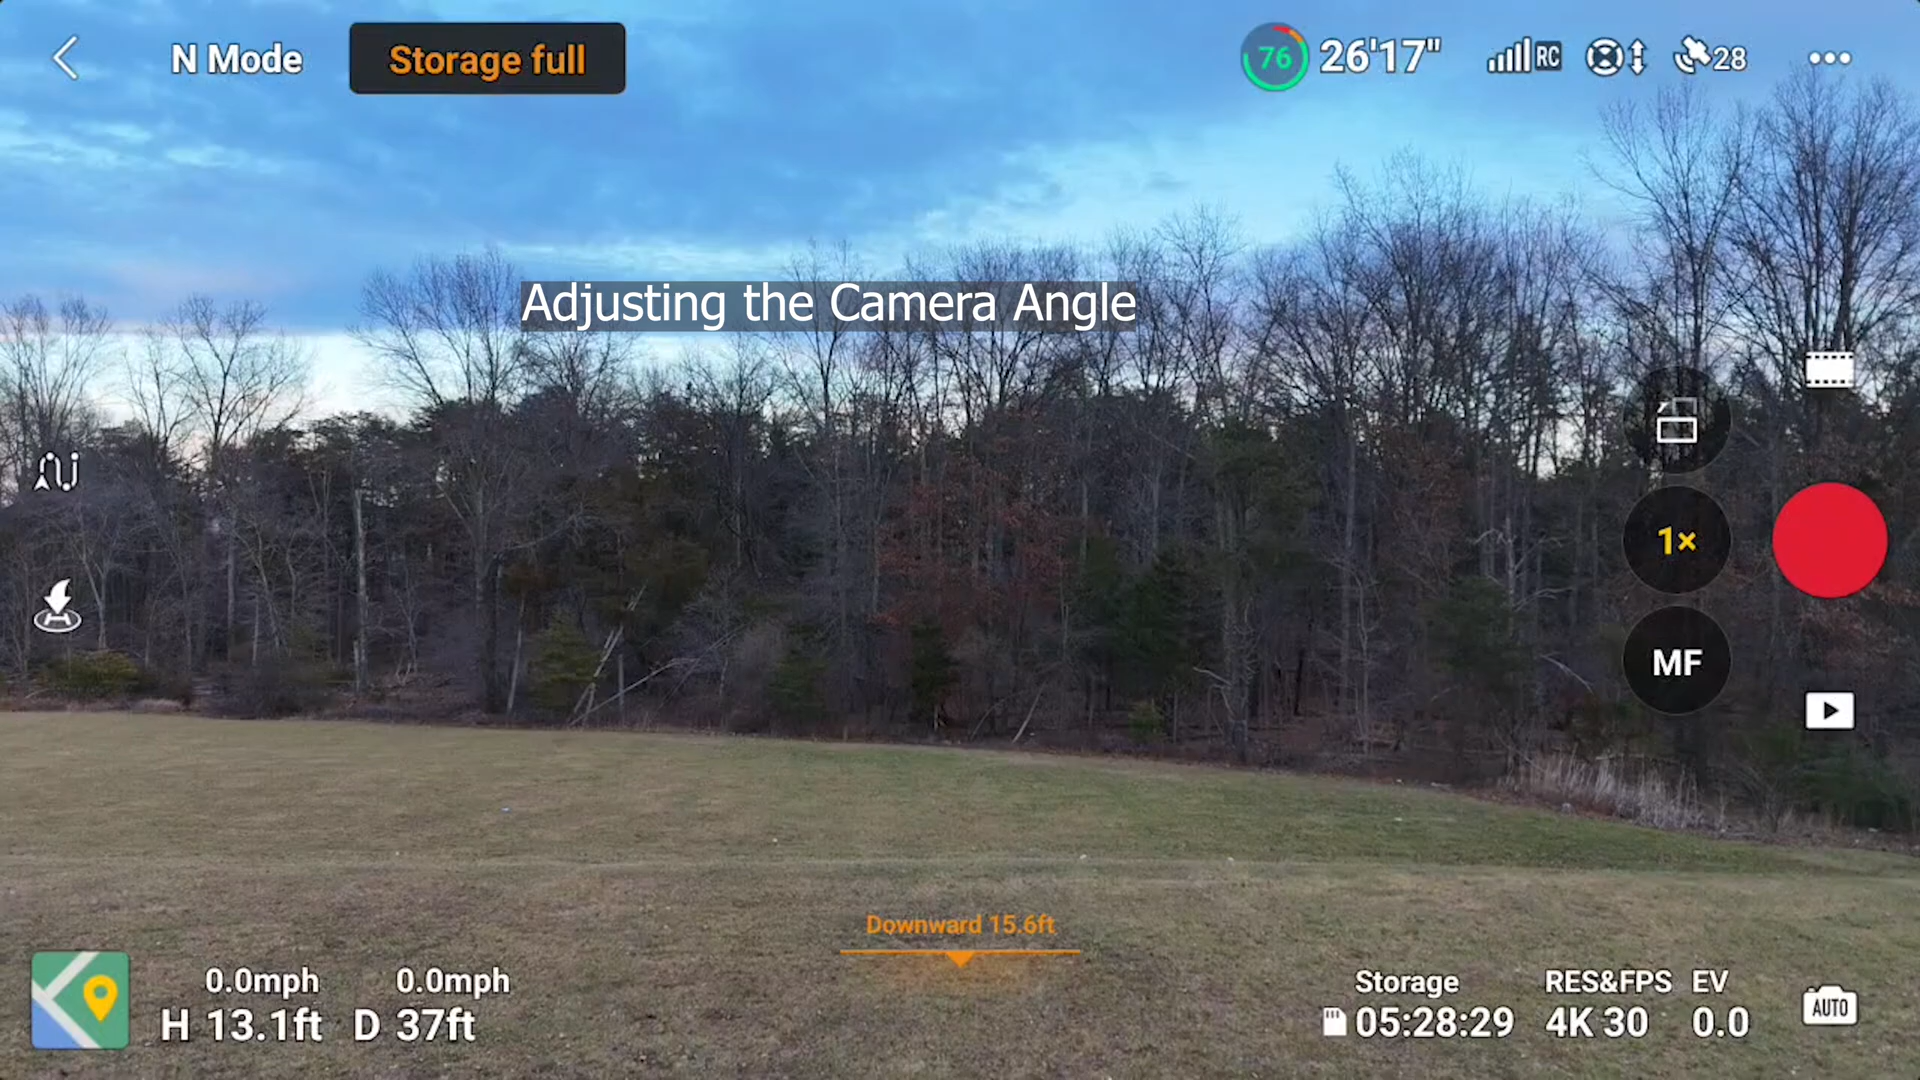 N Mode
Storage full
76
26'17"
RC
28
Adjusting the Camera Angle
1×
MF
Downward 15.6ft
0.0mph
0.0mph
H 13.1ft
D 37ft
Storage
05:28:29
RES&FPS
4K 30
EV
0.0
AUTO